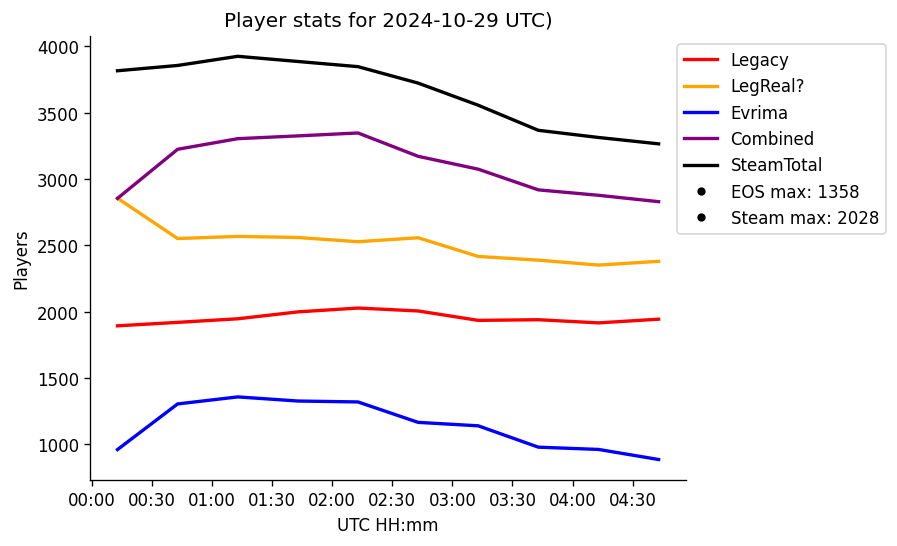 Player stats for 2024-10-29 UTC)
4000
3500
3000
2500
2000
1500
1000
Players
00:00 00:30 01:00 01:30 02:00 02:30 03:00 03:30 04:00 04:30
UTC HH:mm
Legacy
LegReal?
Evrima
Combined
SteamTotal
EOS max: 1358
Steam max: 2028